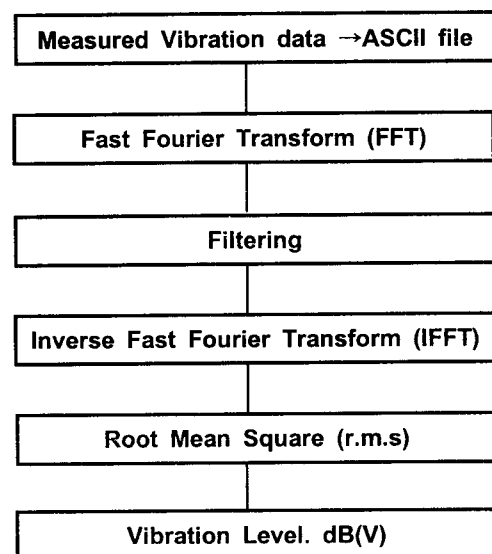 Measured Vibration data →ASCII file
Fast Fourier Transform (FFT)
Filtering
Inverse Fast Fourier Transform (IFFT)
Root Mean Square (r.m.s)
Vibration Level. dB(V)